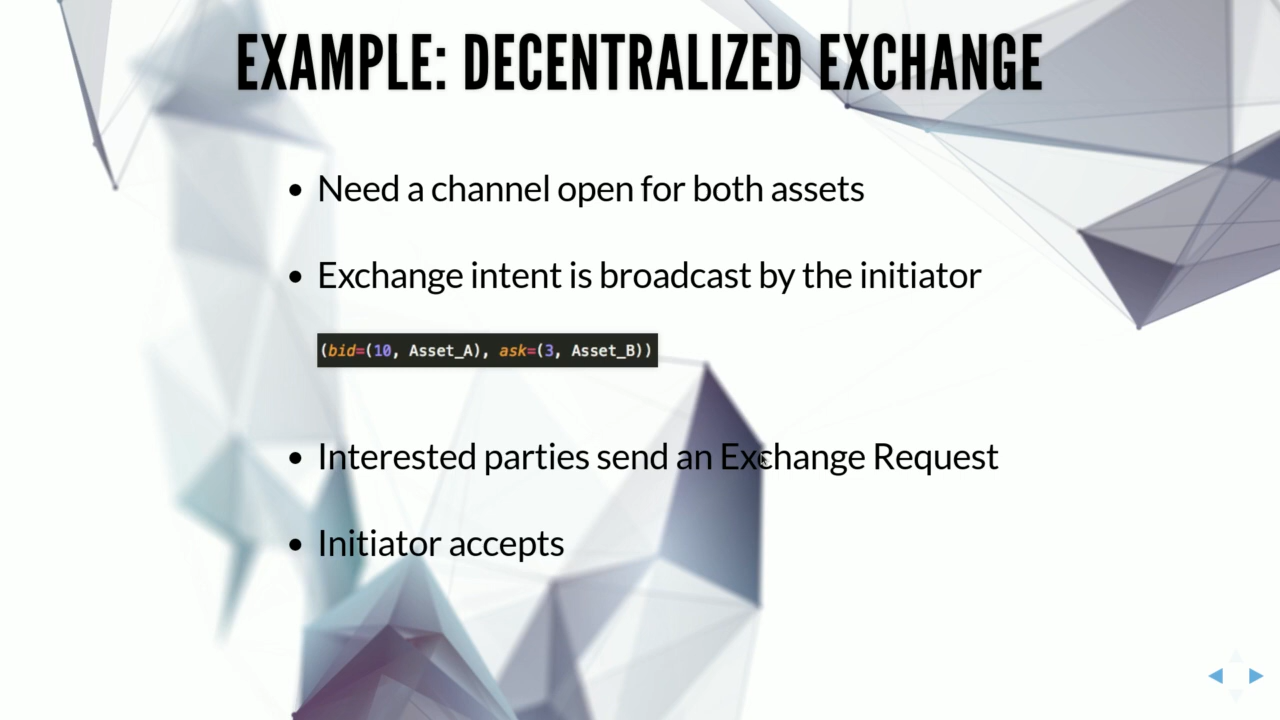 EXAMPLE: DECENTRALIZED EXCHANGE
Need a channel open for both assets
Exchange intent is broadcast by the initiator
(bid=(10, Asset_A), ask=(3, Asset_B))
Interested parties send an Exchange Request
Initiator accepts